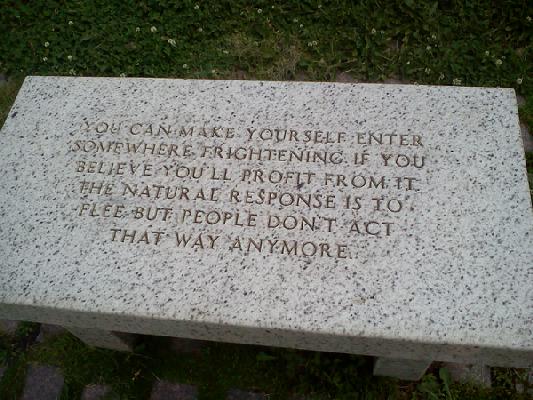 YOU CAN MAKE YOURSELF ENTER
SOMEWHERE FRIGHTENING IF YOU
BELIEVE YOU'LL PROFIT FROM IT.
THE NATURAL RESPONSE IS TO
FLEE BUT PEOPLE DON'T ACT
THAT WAY ANYMORE.